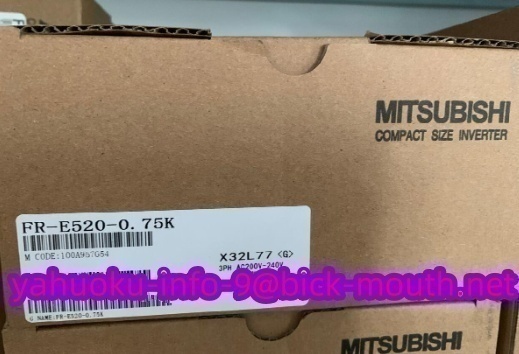 MITSUBISHI
COMPACT SIZE INVERTER
FR-E520-0.75K
M CODE:100A967G54
X32L77 <G>
3PH AC200V-240V
yahuoku-info-9@bick-mouth.net
G NAME:FR-E520-0.75K
MITSUBISHI